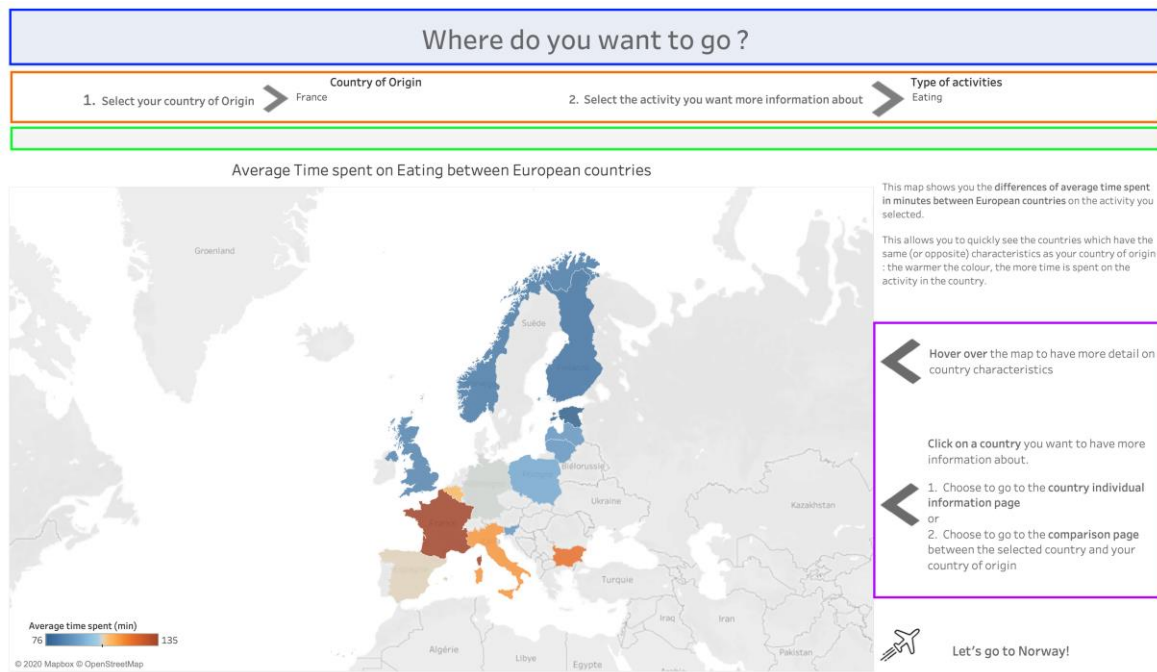 Where do you want to go ?
1. Select your country of Origin
Country of Origin
France
2. Select the activity you want more information about
Type of activities
Eating
Average Time spent on Eating between European countries
This map shows you the differences of average time spent
in minutes between European countries on the activity you
selected.
This allows you to quickly see the countries which have the
same (or opposite) characteristics as your country of origin
: the warmer the colour, the more time is spent on the
activity in the country.
Groenland
Suède
Biélorussie
Ukraine
Kazakhstan
Turquie
Irak
Iran
Algérie
Libye
Egypte
Pakistan
Hover over the map to have more detail on
country characteristics
Click on a country you want to have more
information about.
1. Choose to go to the country individual
information page
or
2. Choose to go to the comparison page
between the selected country and your
country of origin
Average time spent (min)
76
135
© 2020 Mapbox © OpenStreetMap
Let's go to Norway!